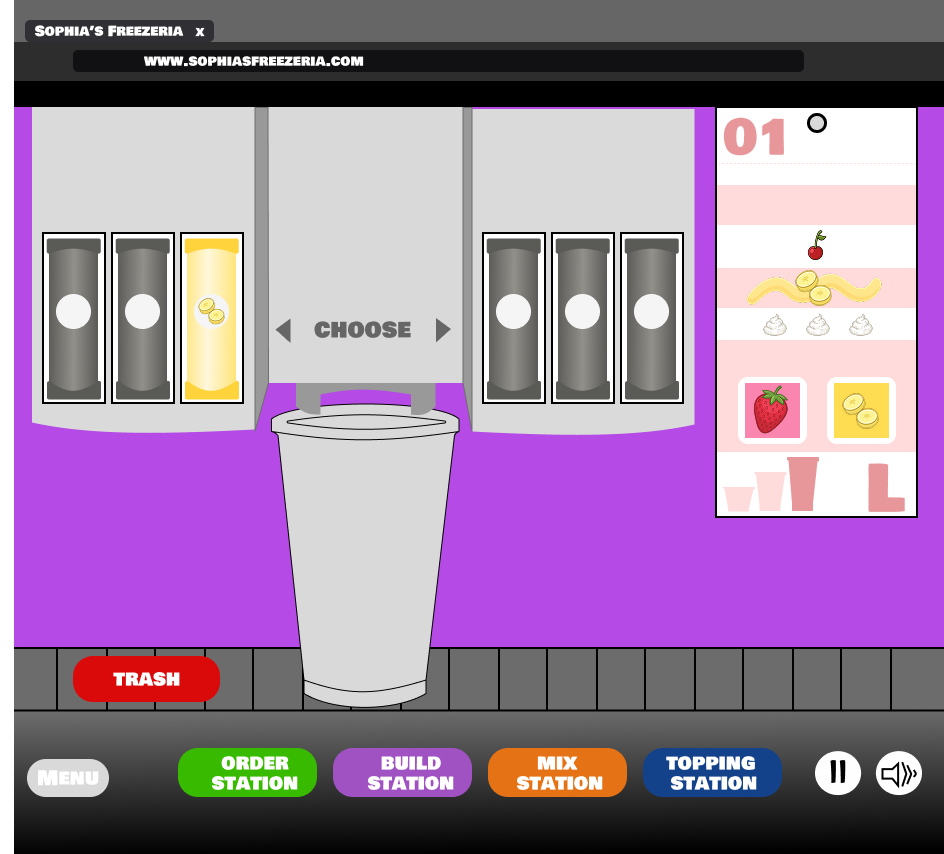 Sophia's Freezeria x
www.sophiasfreezeria.com
01
CHOOSE
L
TRASH
ORDER
STATION
BUILD
STATION
MIX
STATION
TOPPING
STATION
Menu